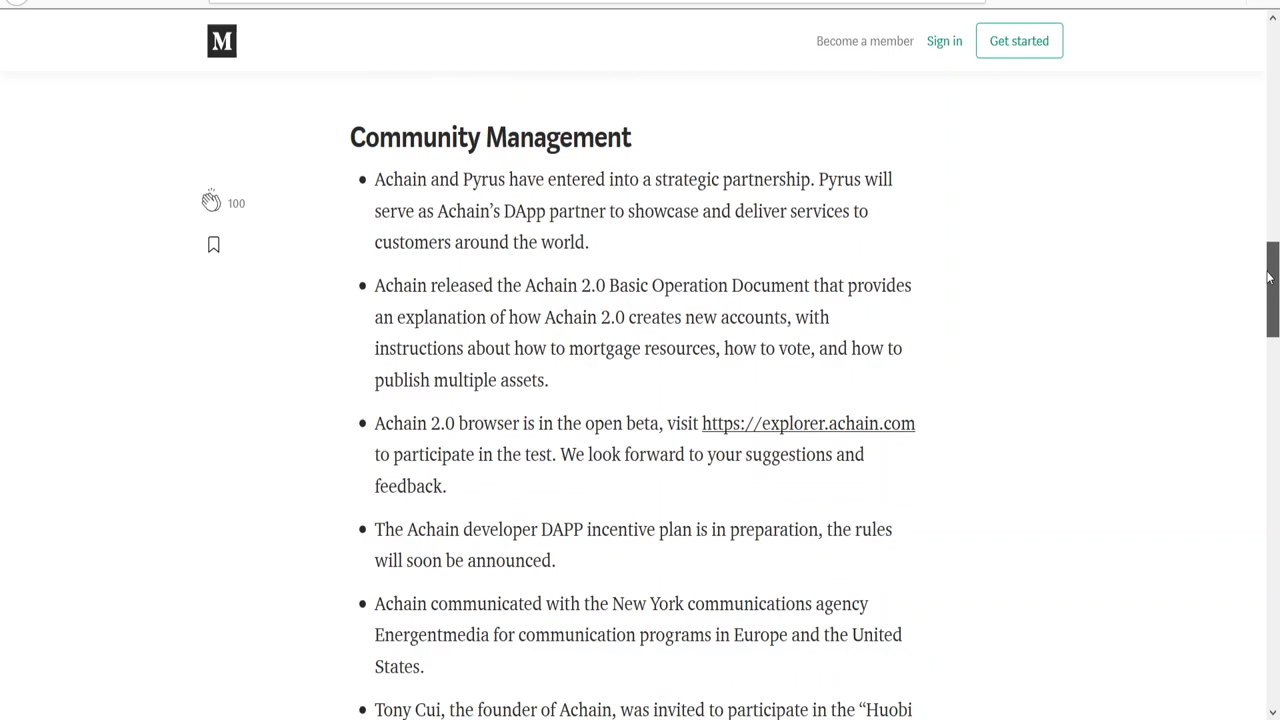 M
Become a member Sign in Get started
Community Management
100
• Achain and Pyrus have entered into a strategic partnership. Pyrus will
serve as Achain’s DApp partner to showcase and deliver services to
customers around the world.
• Achain released the Achain 2.0 Basic Operation Document that provides
an explanation of how Achain 2.0 creates new accounts, with
instructions about how to mortgage resources, how to vote, and how to
publish multiple assets.
• Achain 2.0 browser is in the open beta, visit https://explorer.achain.com
to participate in the test. We look forward to your suggestions and
feedback.
• The Achain developer DAPP incentive plan is in preparation, the rules
will soon be announced.
• Achain communicated with the New York communications agency
Energentmedia for communication programs in Europe and the United
States.
• Tony Cui, the founder of Achain, was invited to participate in the “Huobi